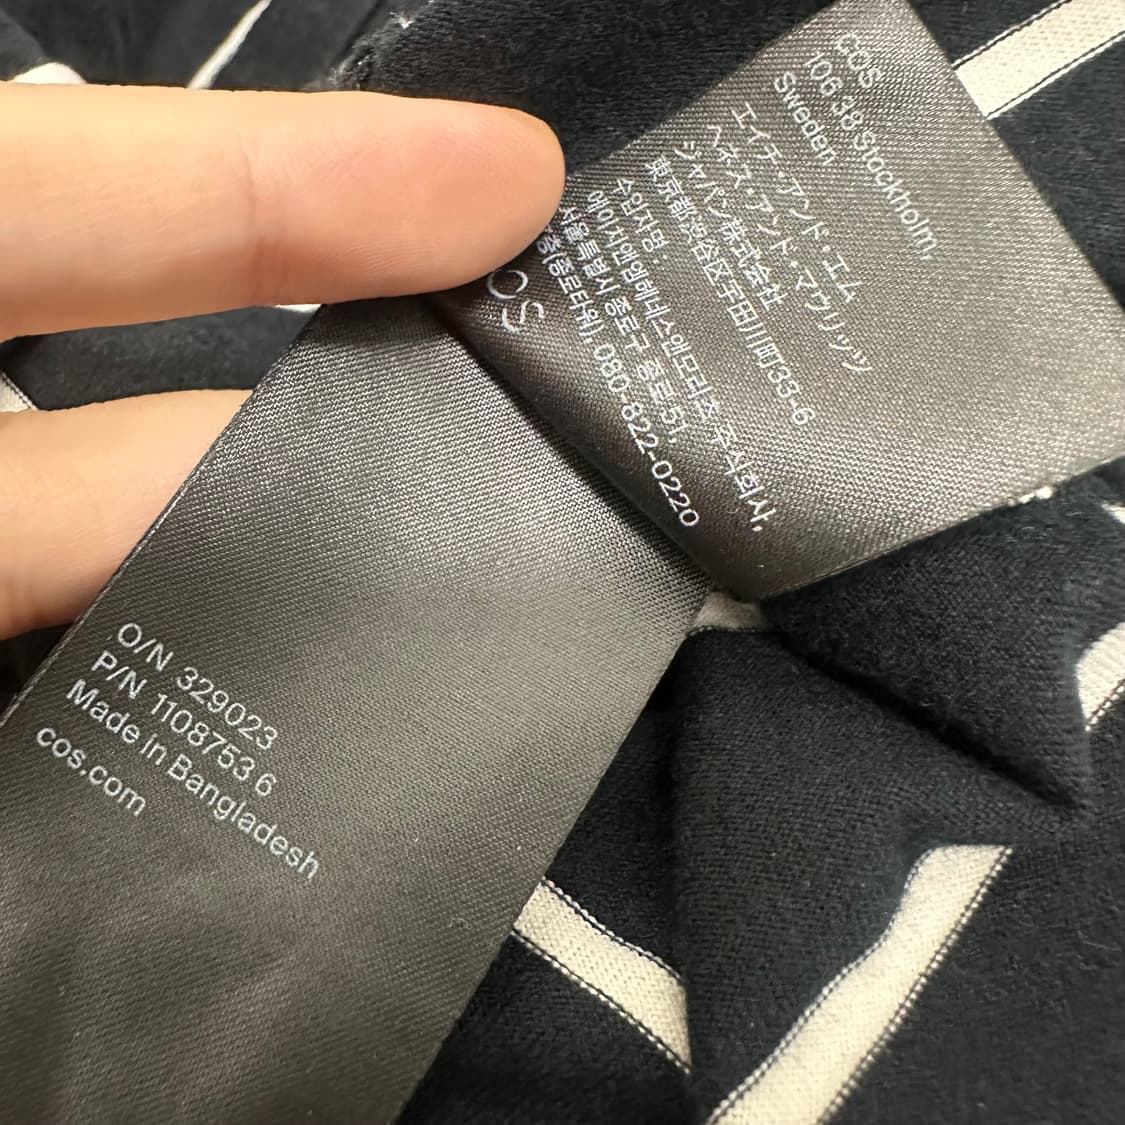 COS
106 38 Stockholm,
Sweden
エイチ・アンド・エム
ヘネス・アンド・マウリッツ
ジャパン株式会社
東京都渋谷区宇田川町33-6
수입자명 :
에이치앤엠헤네스앤모리츠 주식회사,
서울특별시 종로구 종로 51,
층(종로타워), 080-822-0220
OS
O/N 329023
P/N 1108753 6
Made in Bangladesh
cos.com